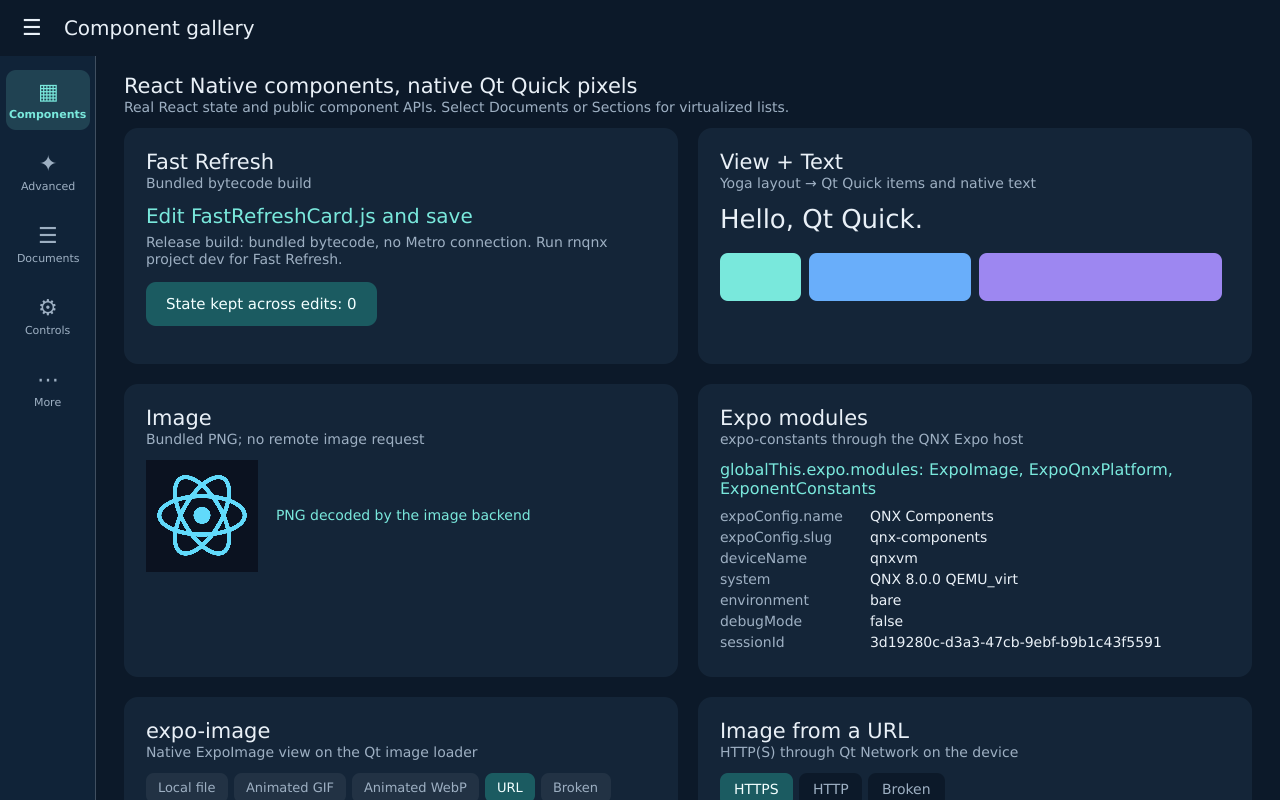 Component gallery
Components
Advanced
Documents
Controls
More
React Native components, native Qt Quick pixels
Real React state and public component APIs. Select Documents or Sections for virtualized lists.
Fast Refresh
Bundled bytecode build
Edit FastRefreshCard.js and save
Release build: bundled bytecode, no Metro connection. Run rnqnx
project dev for Fast Refresh.
State kept across edits: 0
View + Text
Yoga layout → Qt Quick items and native text
Hello, Qt Quick.
Image
Bundled PNG; no remote image request
PNG decoded by the image backend
Expo modules
expo-constants through the QNX Expo host
globalThis.expo.modules: ExpoImage, ExpoQnxPlatform,
ExponentConstants
expoConfig.name QNX Components
expoConfig.slug qnx-components
deviceName qnxvm
system QNX 8.0.0 QEMU_virt
environment bare
debugMode false
sessionId 3d19280c-d3a3-47cb-9ebf-b9b1c43f5591
expo-image
Native ExpoImage view on the Qt image loader
Local file Animated GIF Animated WebP URL Broken
Image from a URL
HTTP(S) through Qt Network on the device
HTTPS HTTP Broken